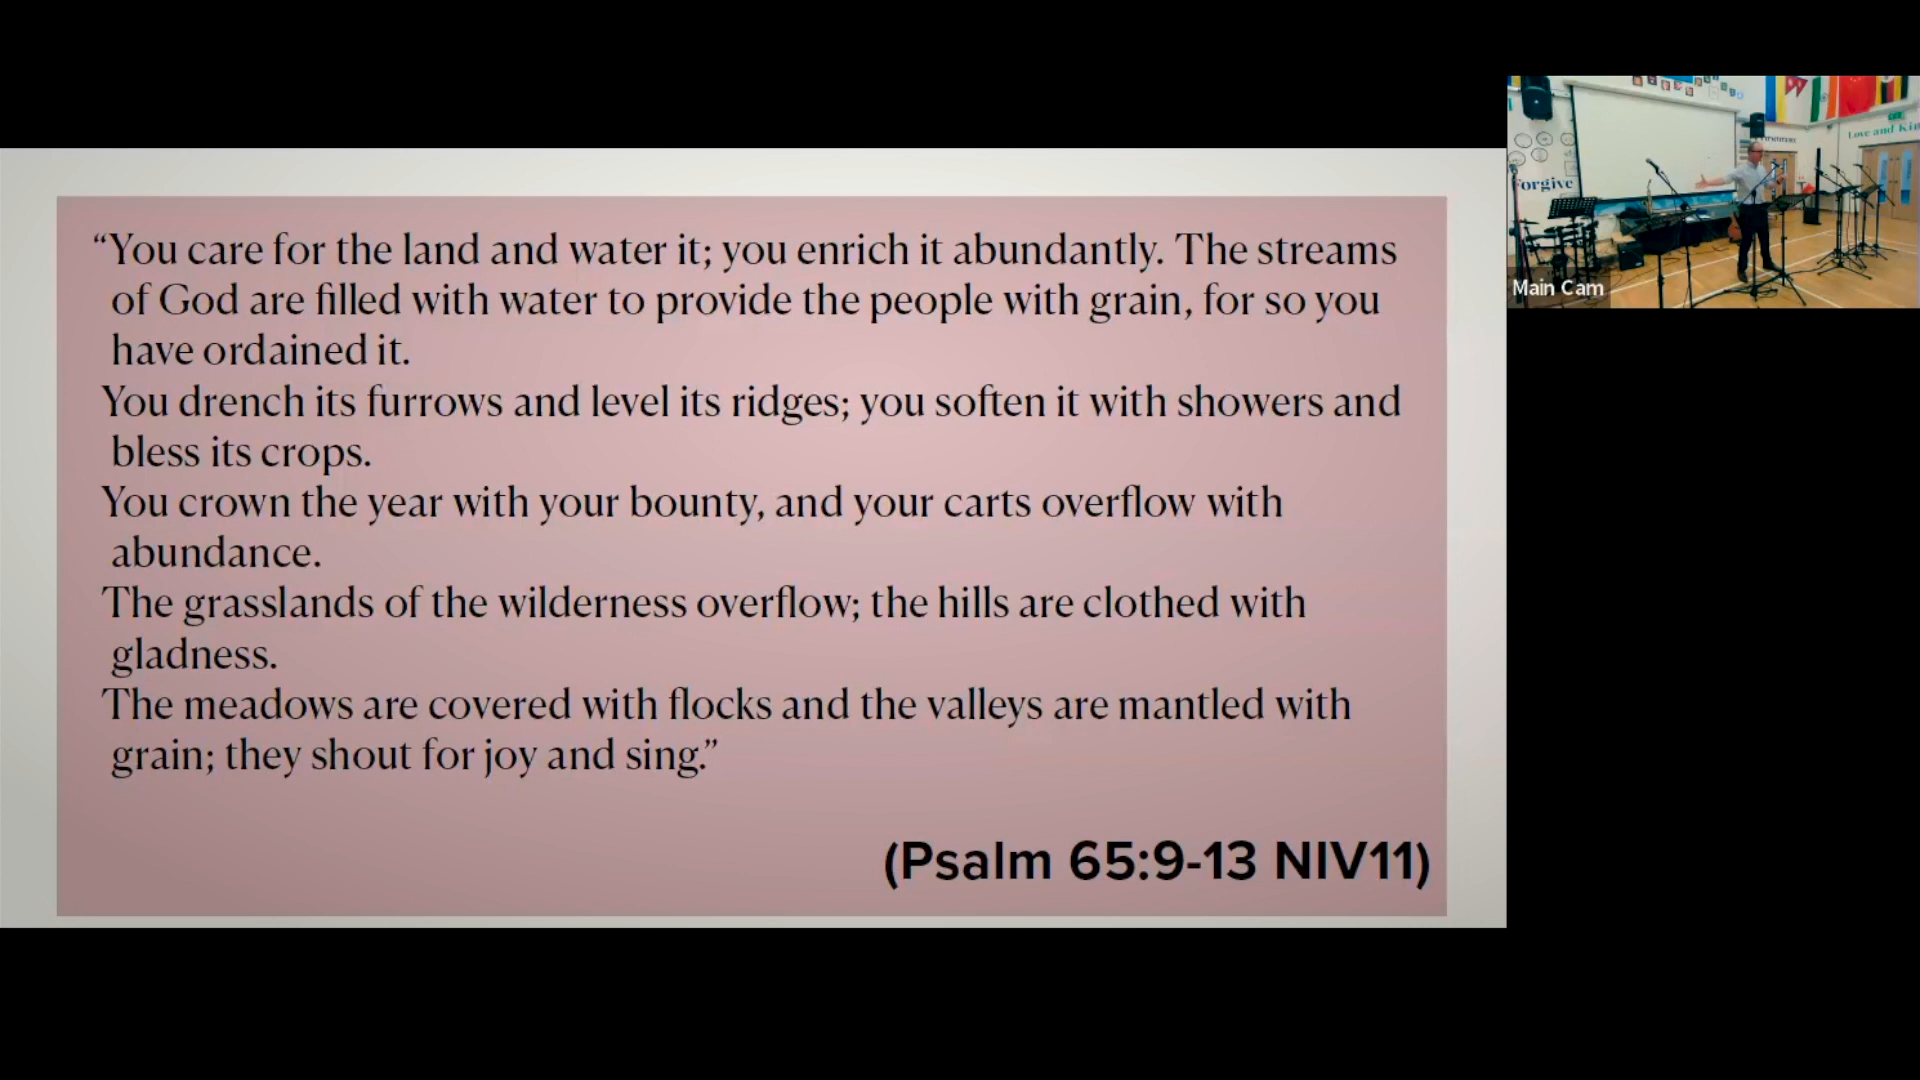 “You care for the land and water it; you enrich it abundantly. The streams
of God are filled with water to provide the people with grain, for so you
have ordained it.
You drench its furrows and level its ridges; you soften it with showers and
bless its crops.
You crown the year with your bounty, and your carts overflow with
abundance.
The grasslands of the wilderness overflow; the hills are clothed with
gladness.
The meadows are covered with flocks and the valleys are mantled with
grain; they shout for joy and sing.”
(Psalm 65:9-13 NIV11)
Love and Kin
Forgive
Main Cam